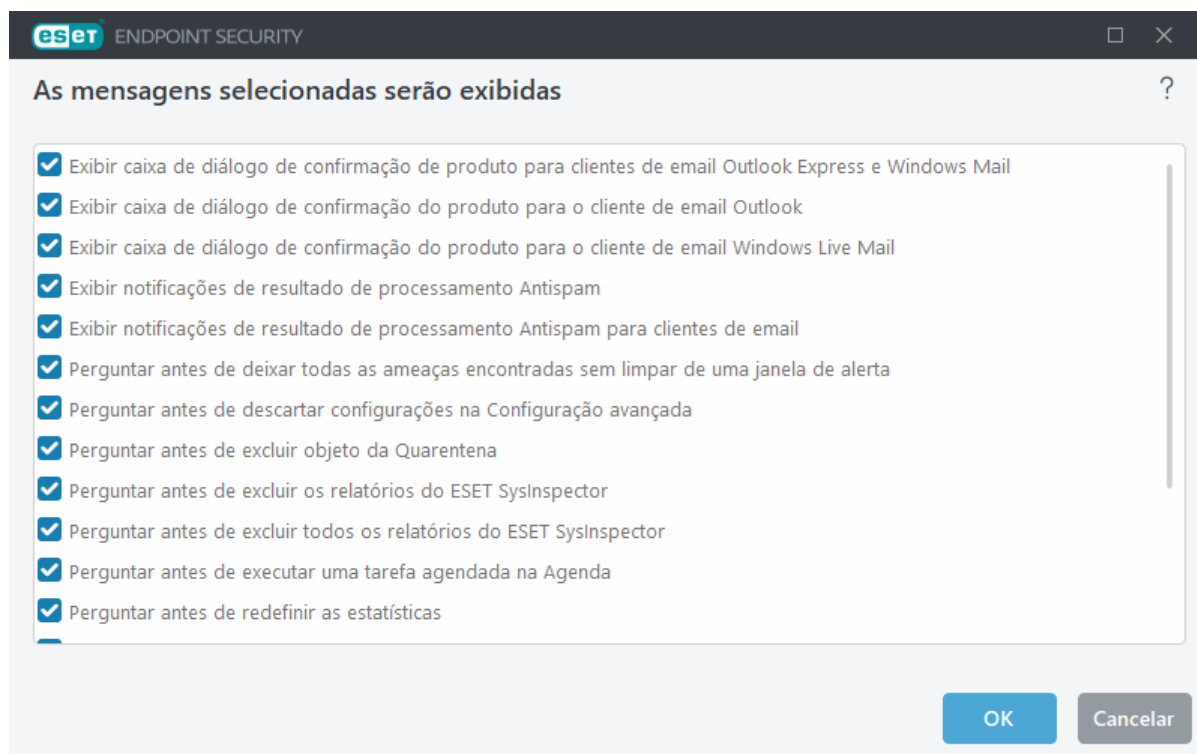 eset ENDPOINT SECURITY
As mensagens selecionadas serão exibidas ?
Exibir caixa de diálogo de confirmação de produto para clientes de email Outlook Express e Windows Mail
Exibir caixa de diálogo de confirmação do produto para o cliente de email Outlook
Exibir caixa de diálogo de confirmação do produto para o cliente de email Windows Live Mail
Exibir notificações de resultado de processamento Antispam
Exibir notificações de resultado de processamento Antispam para clientes de email
Perguntar antes de deixar todas as ameaças encontradas sem limpar de uma janela de alerta
Perguntar antes de descartar configurações na Configuração avançada
Perguntar antes de excluir objeto da Quarentena
Perguntar antes de excluir os relatórios do ESET SysInspector
Perguntar antes de excluir todos os relatórios do ESET SysInspector
Perguntar antes de executar uma tarefa agendada na Agenda
Perguntar antes de redefinir as estatísticas
OK Cancelar